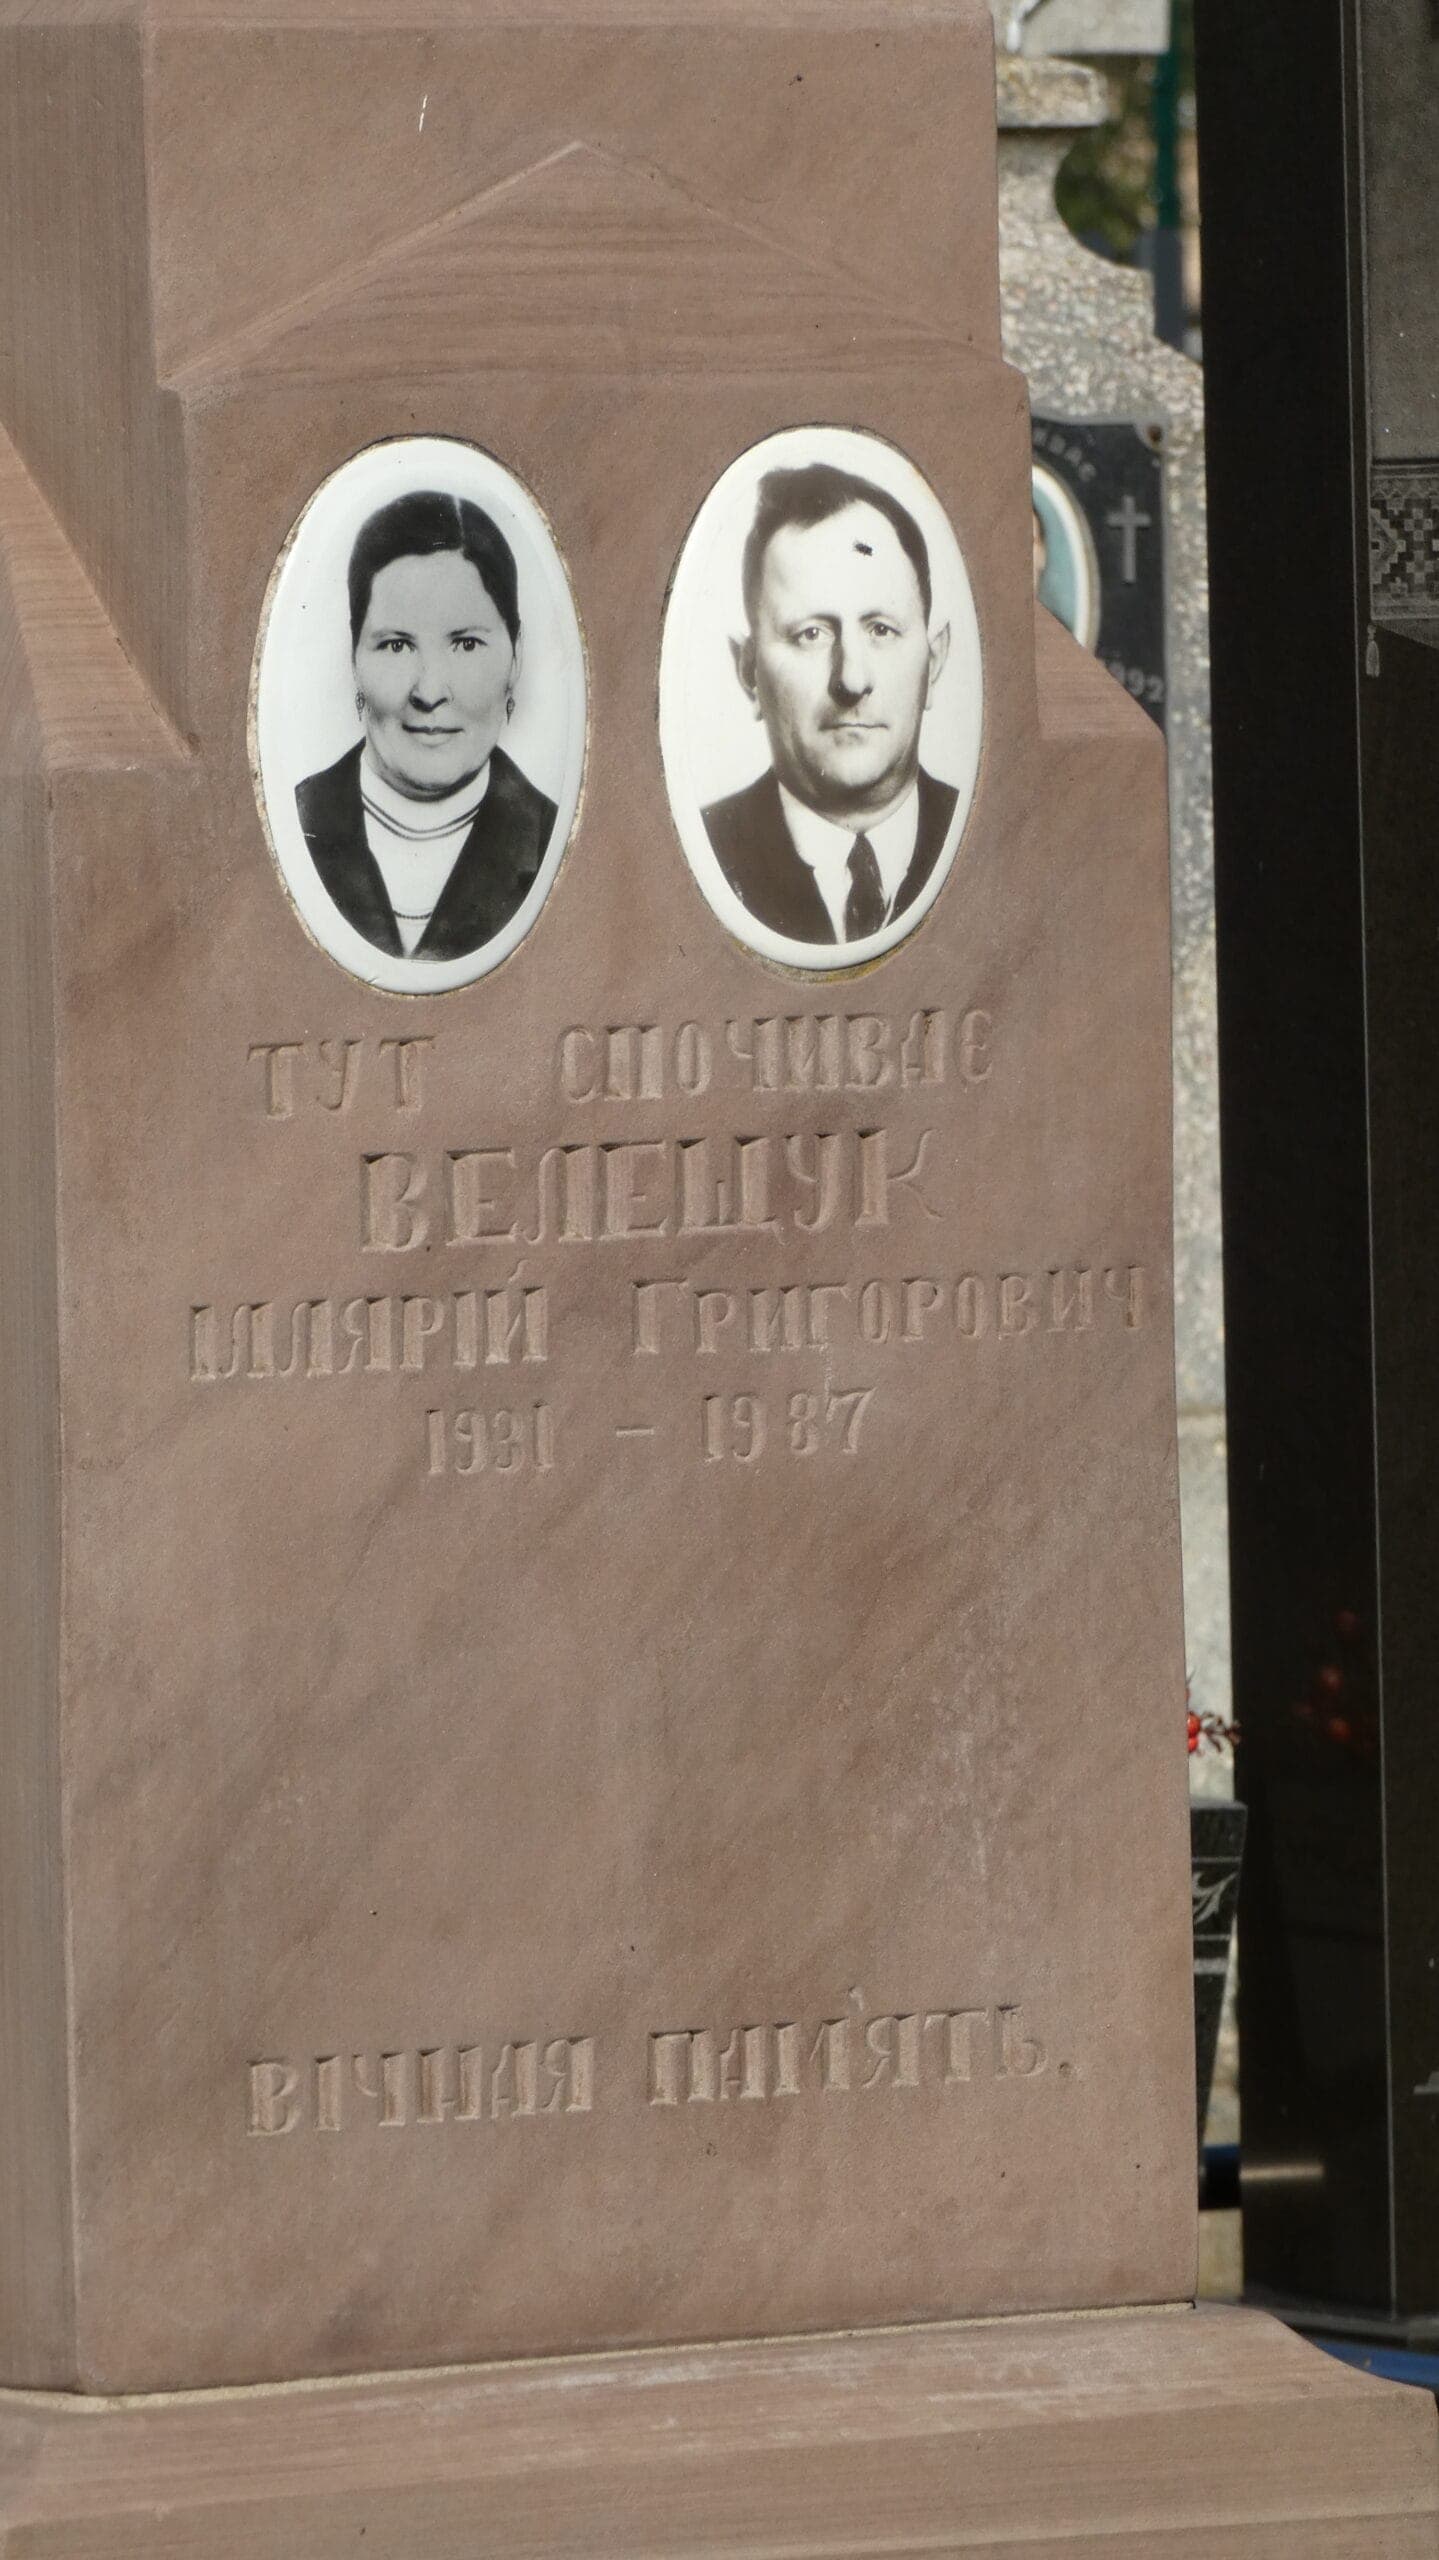 ТУТ СПОЧИВАЄ
ВЕЛЕЩУК
ІЛЛЯРІЙ ГРИГОРОВИЧ
1931 – 1987
ВІЧНАЯ ПАМ'ЯТЬ.